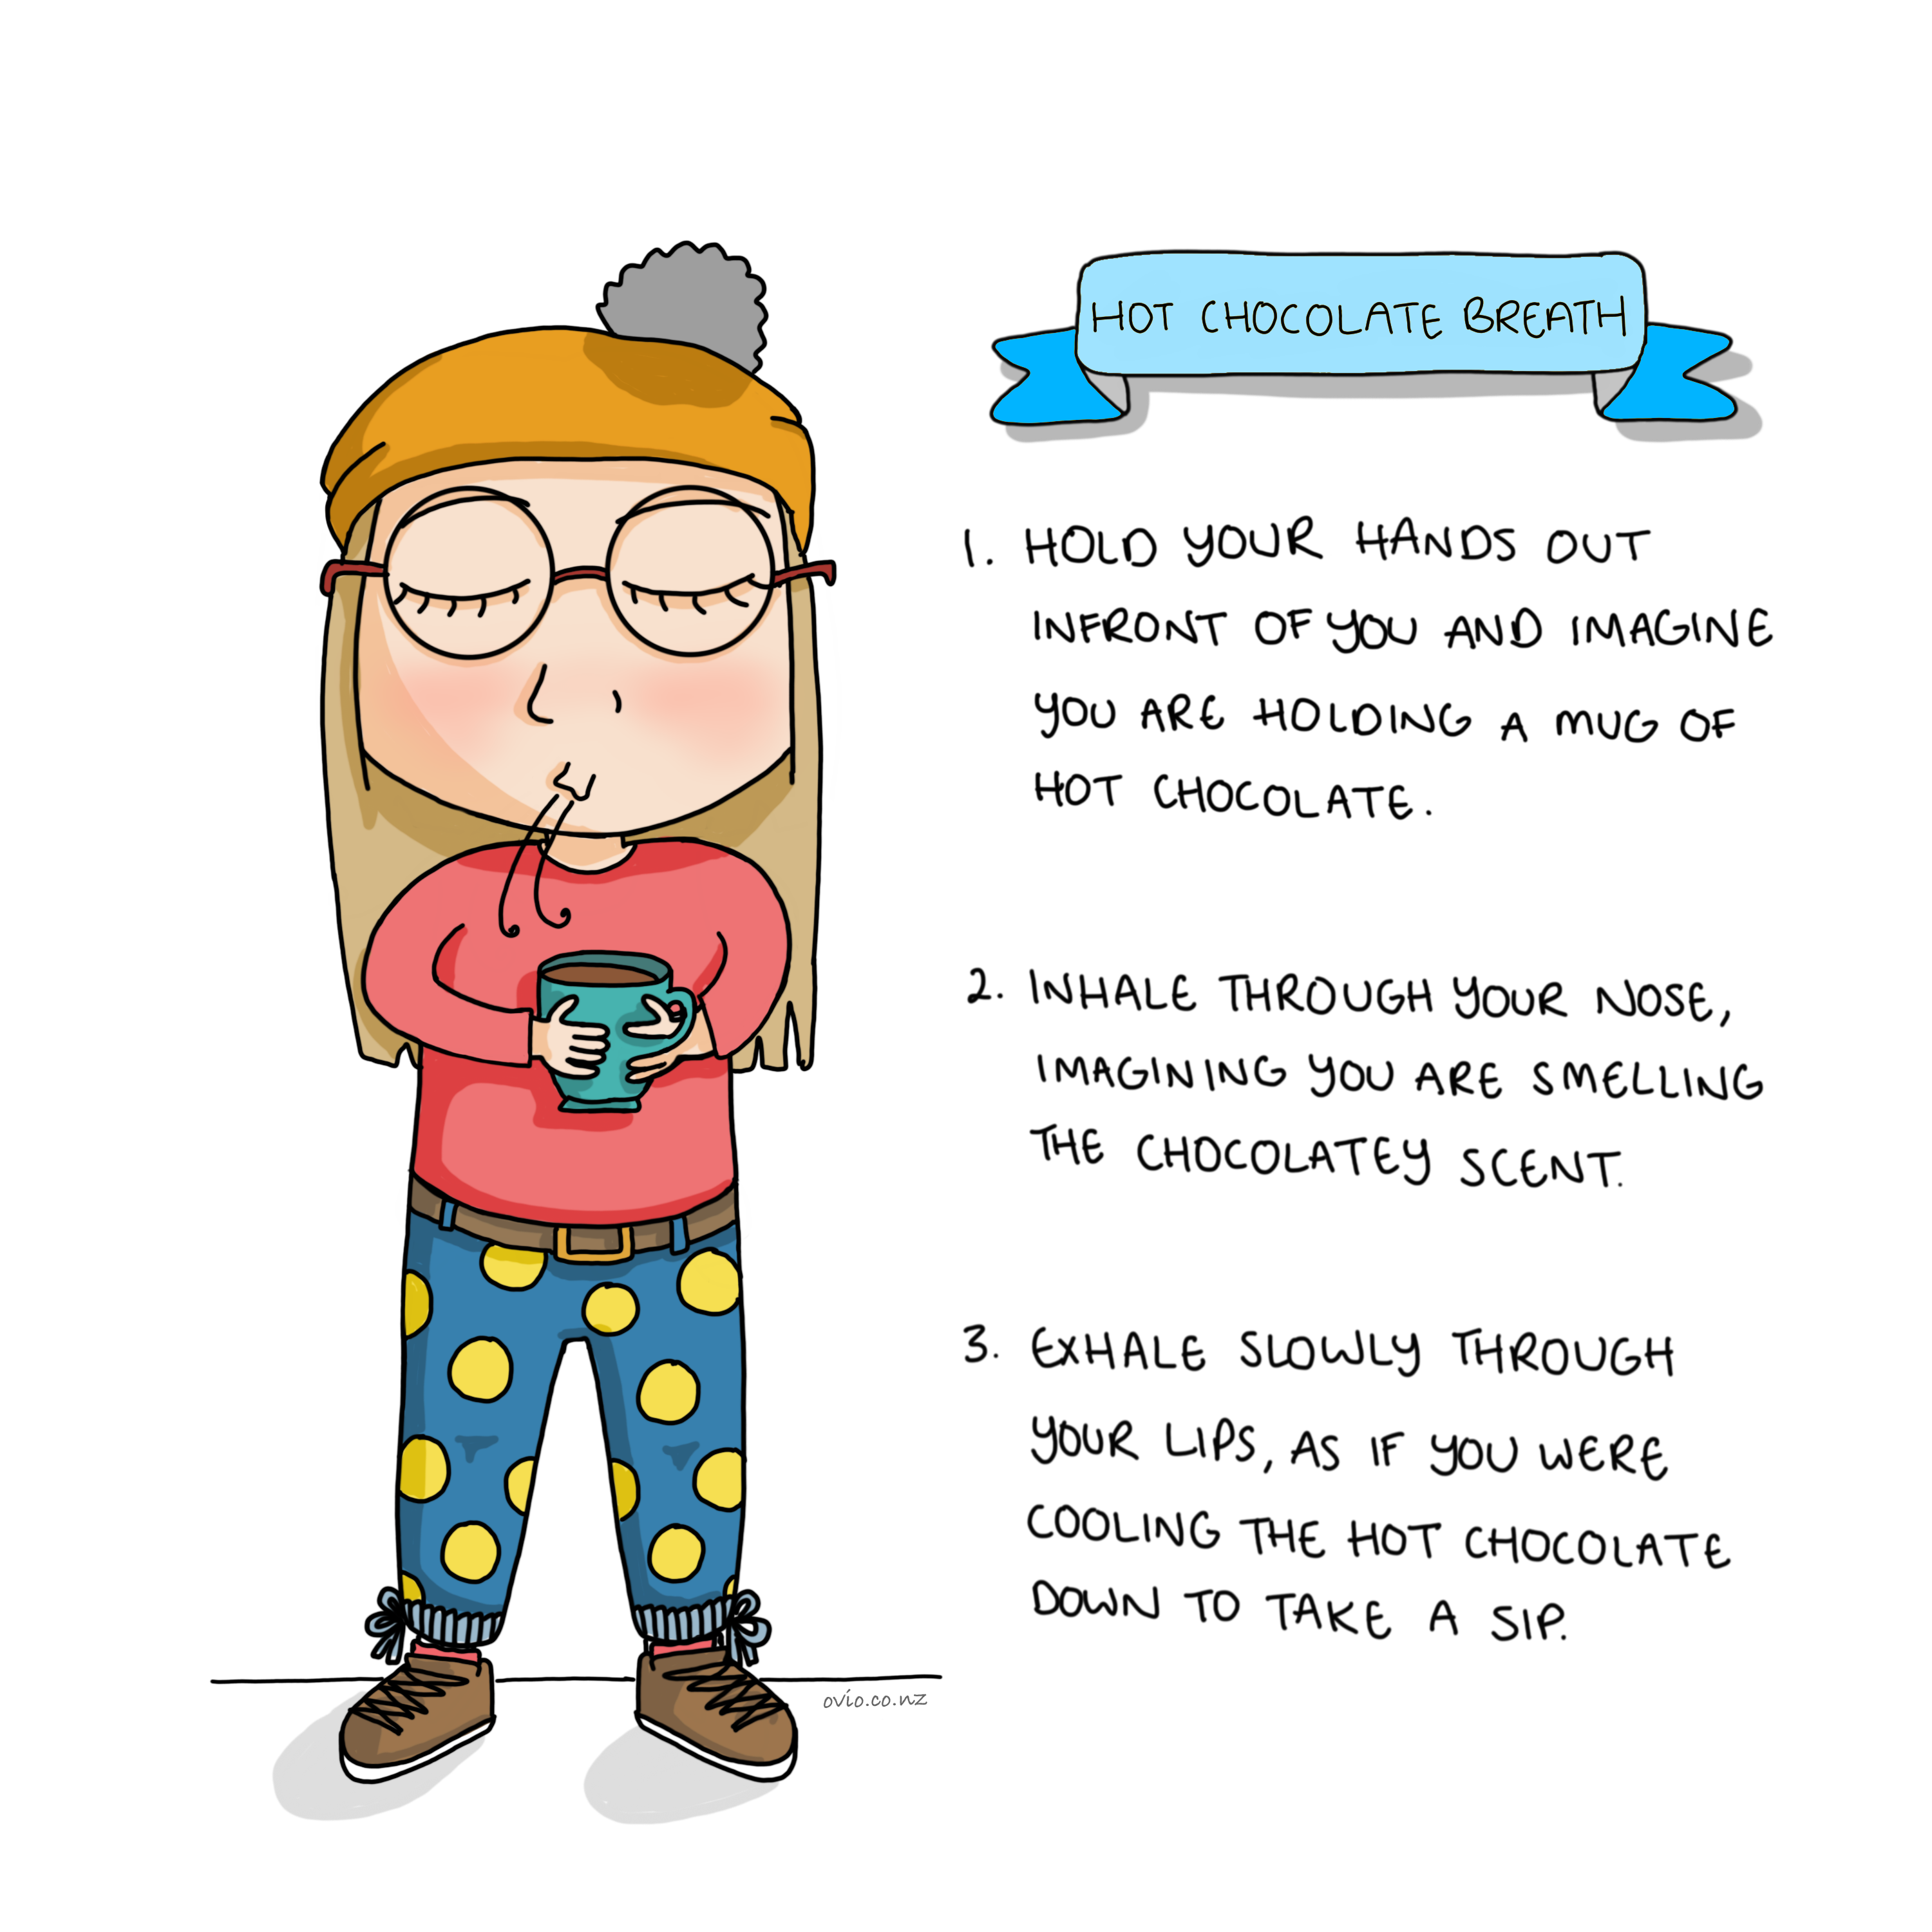 HOT CHOCOLATE BREATH
1. HOLD YOUR HANDS OUT
INFRONT OF YOU AND IMAGINE
YOU ARE HOLDING A MUG OF
HOT CHOCOLATE.
2. INHALE THROUGH YOUR NOSE,
IMAGINING YOU ARE SMELLING
THE CHOCOLATEY SCENT.
3. EXHALE SLOWLY THROUGH
YOUR LIPS, AS IF YOU WERE
COOLING THE HOT CHOCOLATE
DOWN TO TAKE A SIP.
ovio.co.nz